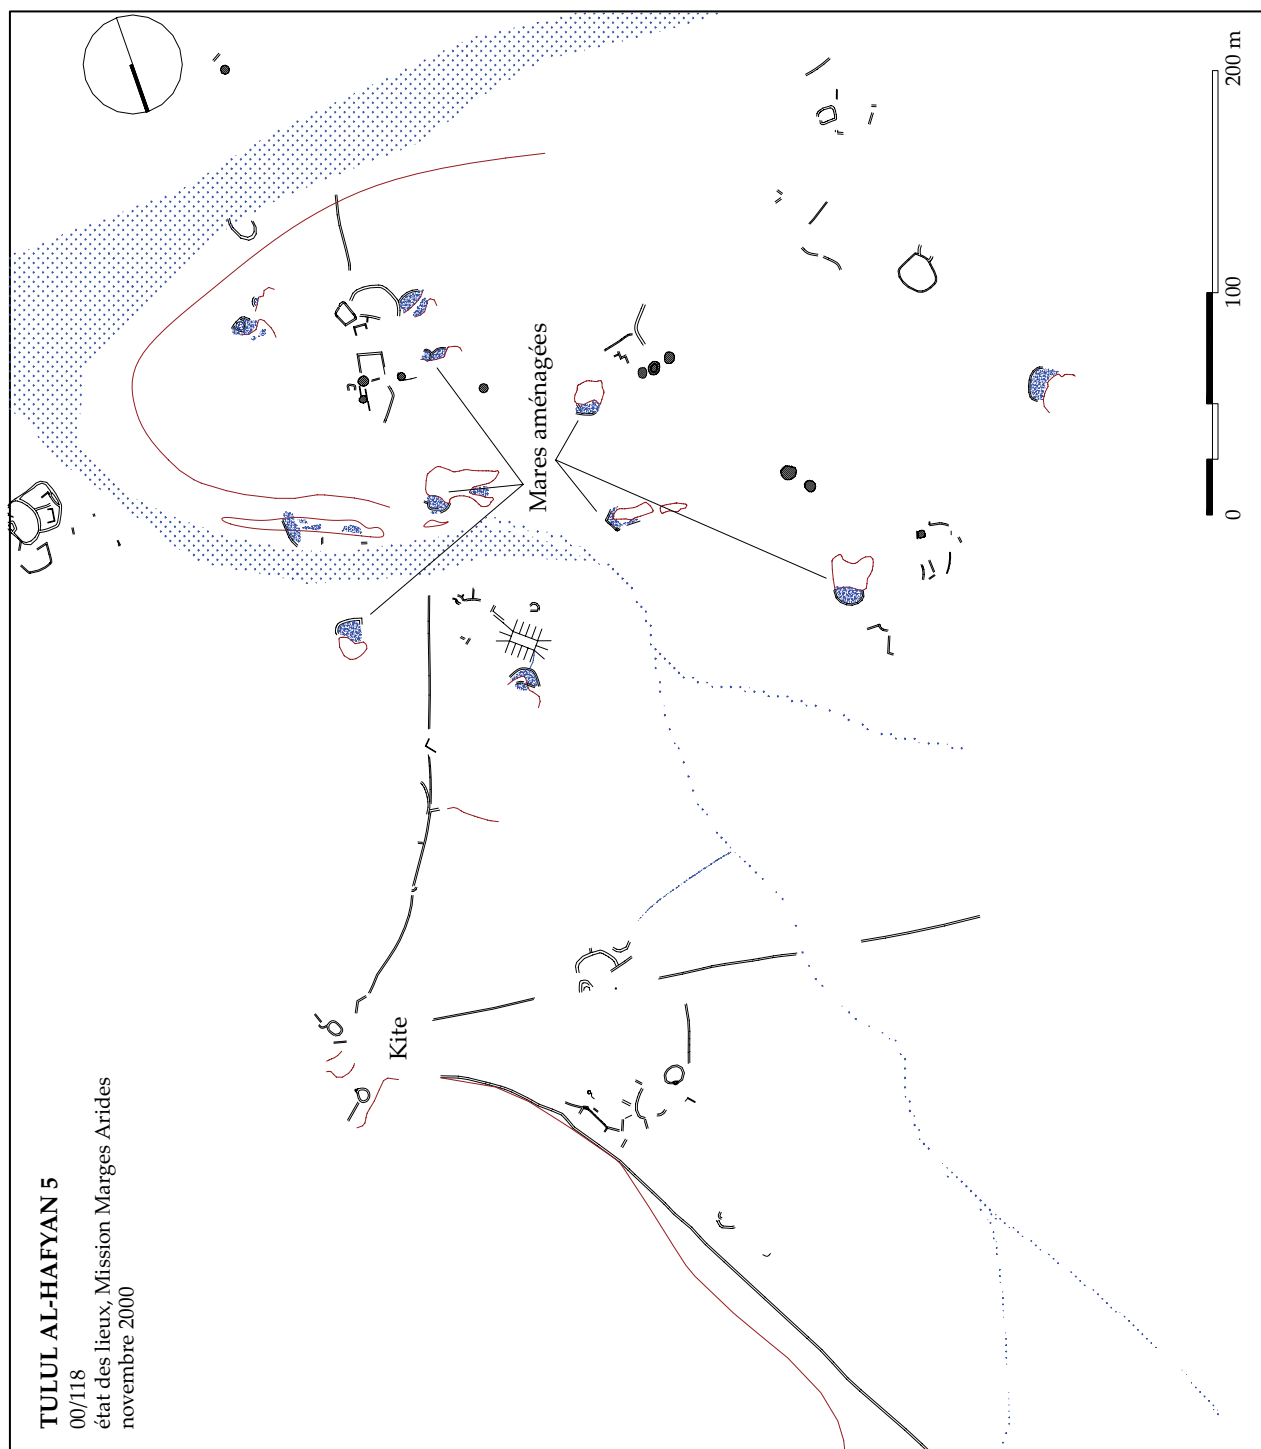 TULUL AL-HAFYAN 5
00/118
état des lieux, Mission Marges Arides
novembre 2000
Kite
Mares aménagées
0
100
200 m